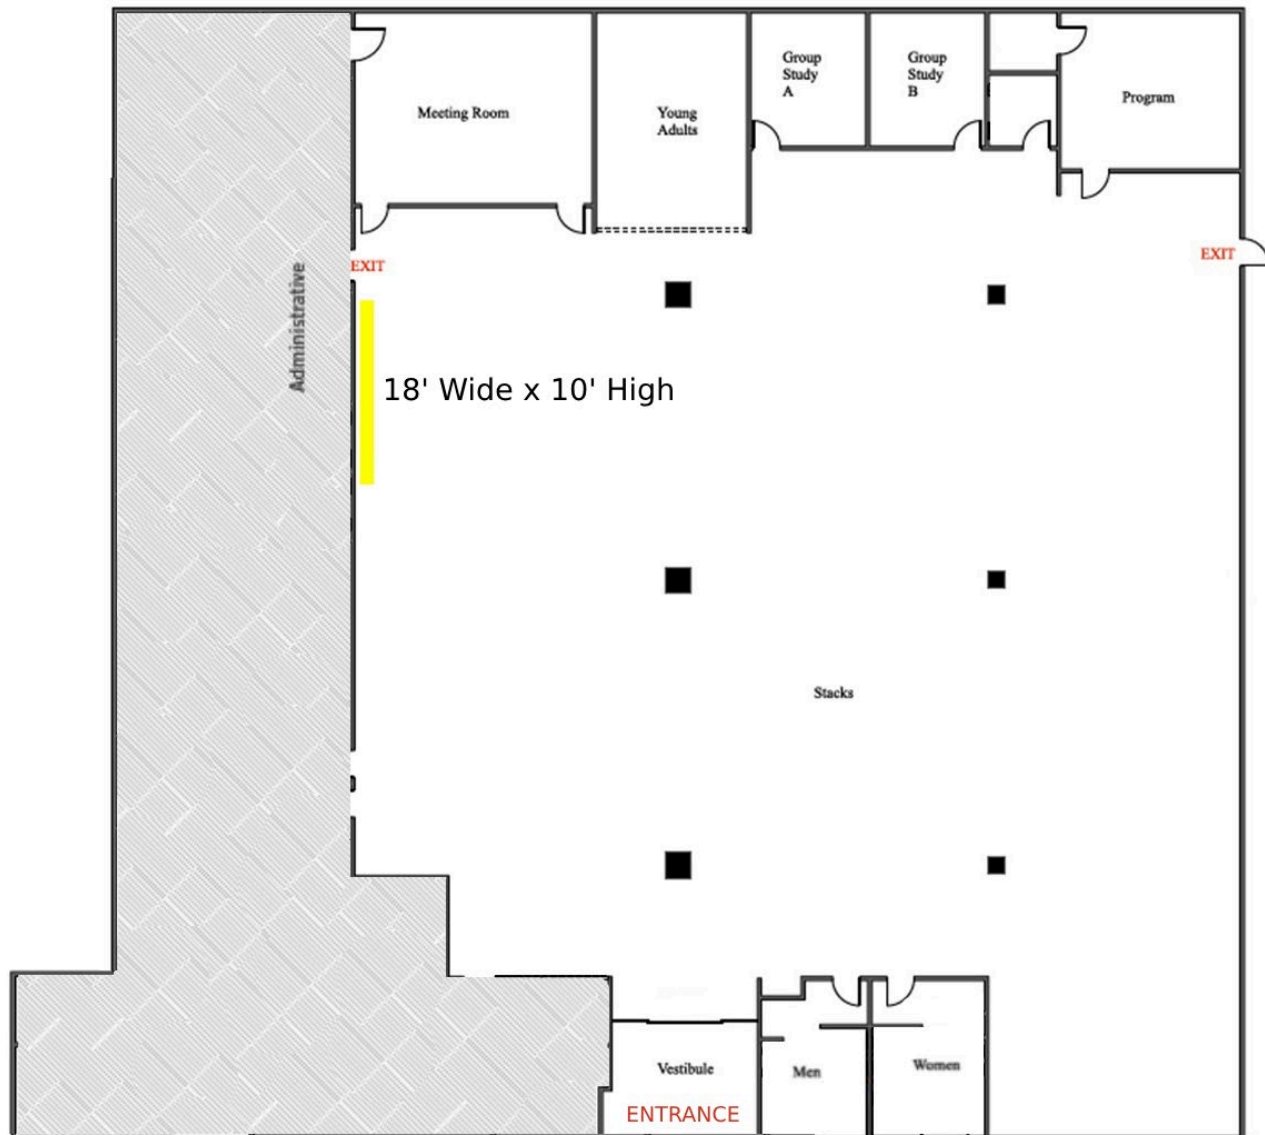 Meeting Room
Young
Adults
Group
Study
A
Group
Study
B
Program
EXIT
EXIT
Administrative
18' Wide x 10' High
Stacks
Vestibule
Men
Women
ENTRANCE